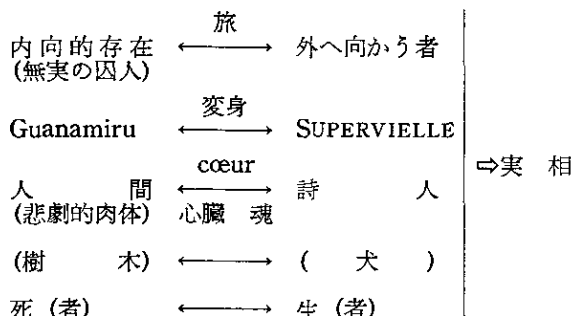 旅
内向的存在 ←→ 外へ向かう者
(無実の囚人)
変身
Guanamiru ←→ SUPERVIELLE
⇨実 相
cœur
人 間 ←→ 詩 人
(悲劇的肉体) 心臓 魂
(樹 木) ←→ ( 犬 )
死 (者) ←→ 生 (者)